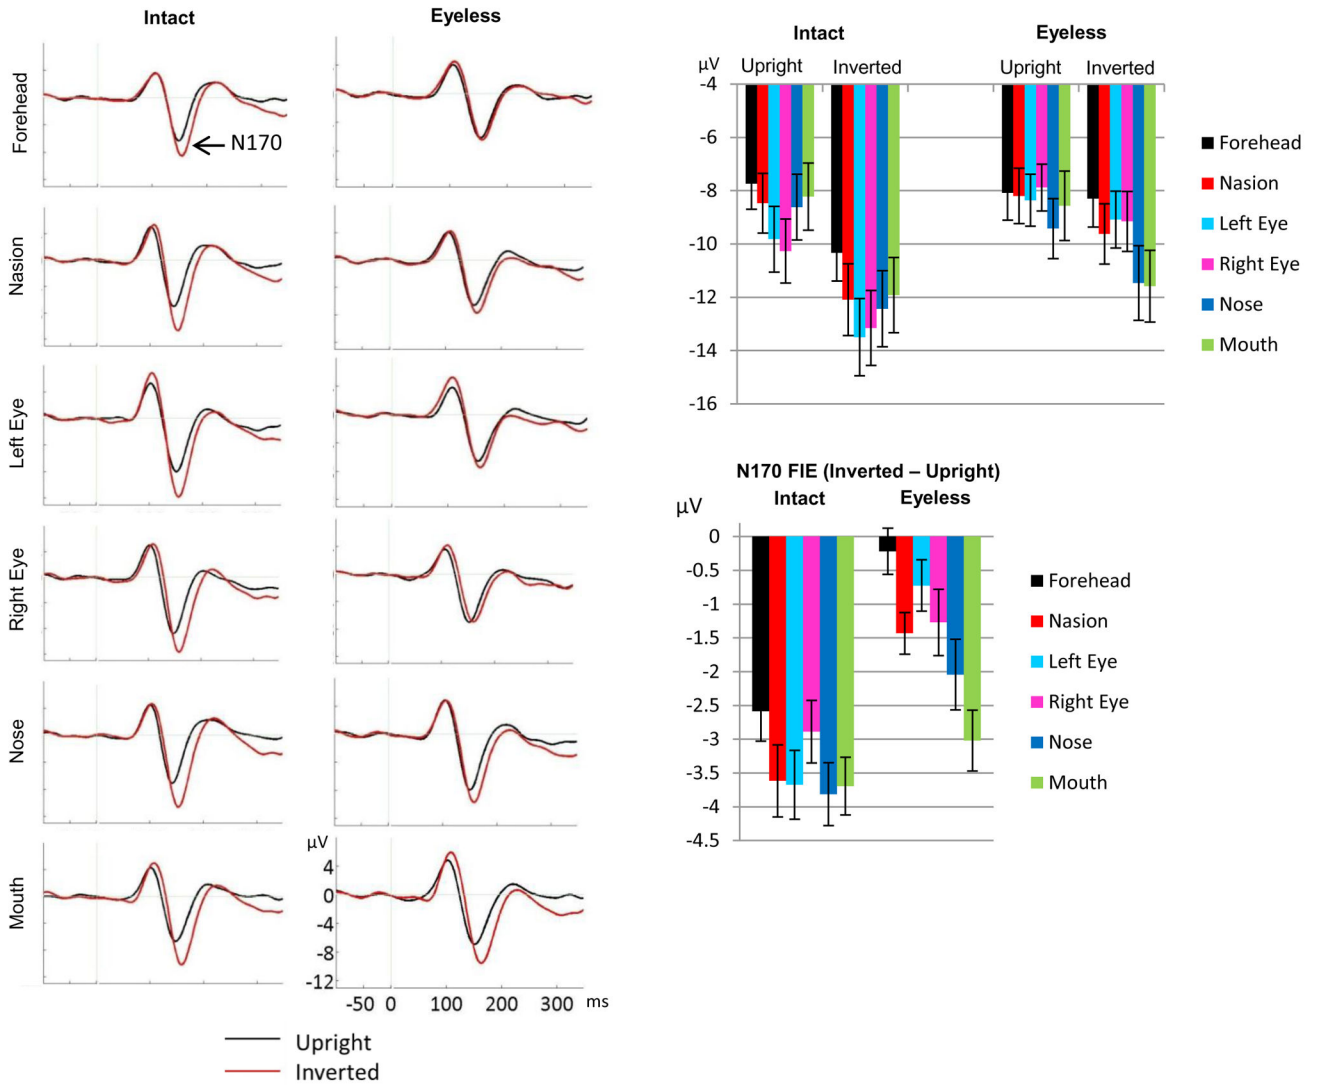 Intact
Eyeless
Forehead
N170
Nasion
Left Eye
Right Eye
Nose
Mouth
µV
4
0
-4
-8
-12
-50 0 100 200 300 ms
Upright
Inverted
Intact Eyeless
µV Upright Inverted Upright Inverted
-4
-6
-8
-10
-12
-14
-16
Forehead
Nasion
Left Eye
Right Eye
Nose
Mouth
N170 FIE (Inverted – Upright)
Intact Eyeless
µV
0
-0.5
-1
-1.5
-2
-2.5
-3
-3.5
-4
-4.5
Forehead
Nasion
Left Eye
Right Eye
Nose
Mouth